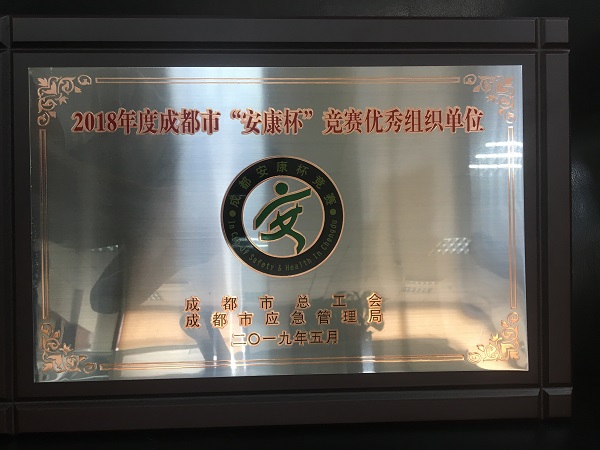 2018年度成都市“安康杯”竞赛优秀组织单位
成都安康杯竞赛
安
成都市总工会
成都市应急管理局
二〇一九年五月